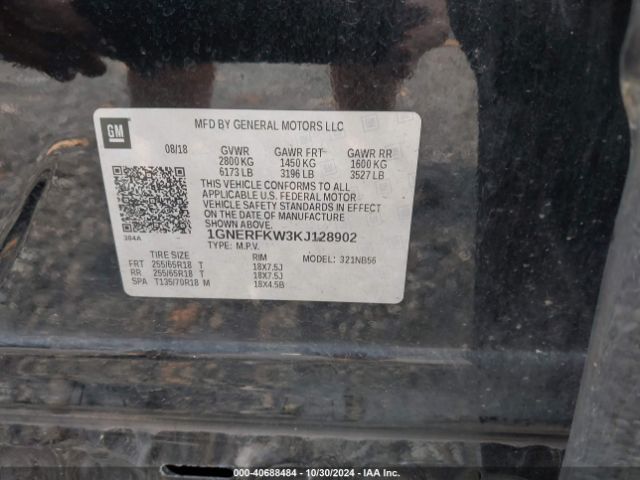 GM
MFD BY GENERAL MOTORS LLC
08/18 GVWR GAWR FRT GAWR RR
2800 KG 1450 KG 1600 KG
6173 LB 3196 LB 3527 LB
THIS VEHICLE CONFORMS TO ALL
APPLICABLE U.S. FEDERAL MOTOR
VEHICLE SAFETY STANDARDS IN EFFECT
ON THE DATE OF MANUFACTURE
SHOWN ABOVE.
384A 1GNERFKW3KJ128902
TYPE: M.P.V.
TIRE SIZE RIM MODEL: 321NB56
FRT 255/65R18 T 18X7.5J
RR 255/65R18 T 18X7.5J
SPA T135/70R18 M 18X4.5B
000-40688484 | 10/30/2024 | IAA Inc.